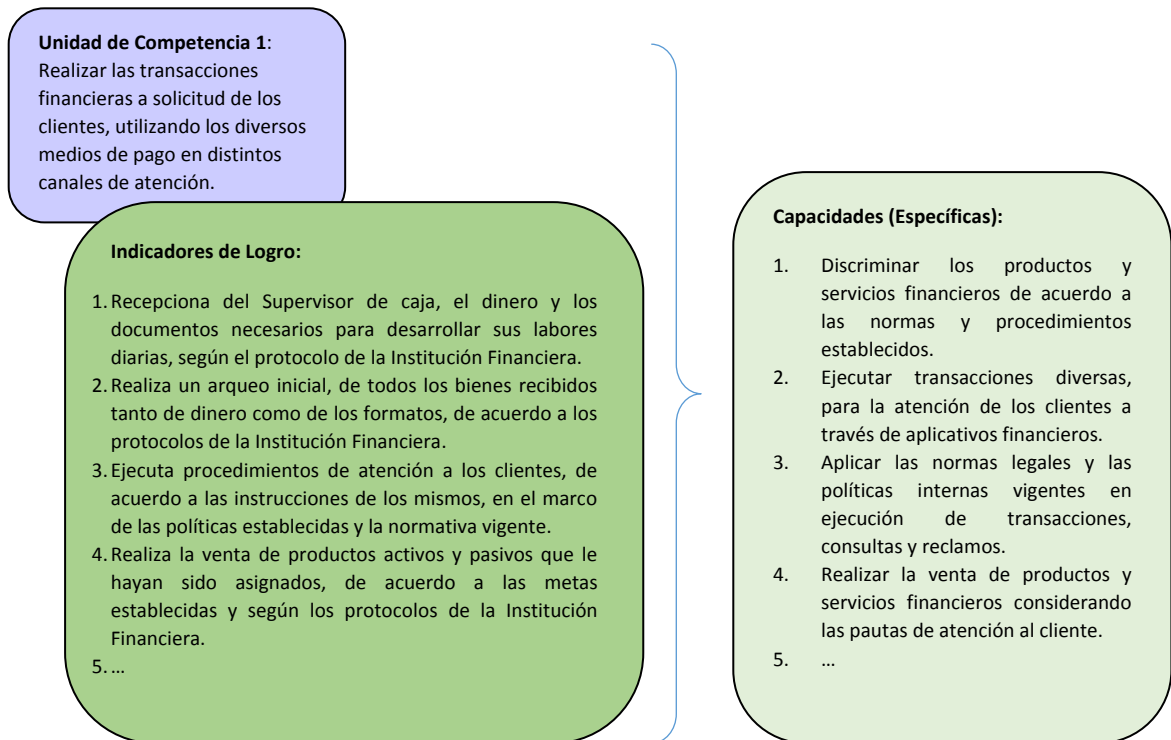 Unidad de Competencia 1:
Realizar las transacciones
financieras a solicitud de los
clientes, utilizando los diversos
medios de pago en distintos
canales de atención.
Indicadores de Logro:
1. Recepciona del Supervisor de caja, el dinero y los
documentos necesarios para desarrollar sus labores
diarias, según el protocolo de la Institución Financiera.
2. Realiza un arqueo inicial, de todos los bienes recibidos
tanto de dinero como de los formatos, de acuerdo a los
protocolos de la Institución Financiera.
3. Ejecuta procedimientos de atención a los clientes, de
acuerdo a las instrucciones de los mismos, en el marco
de las políticas establecidas y la normativa vigente.
4. Realiza la venta de productos activos y pasivos que le
hayan sido asignados, de acuerdo a las metas
establecidas y según los protocolos de la Institución
Financiera.
5. ...
Capacidades (Específicas):
1. Discriminar los productos y
servicios financieros de acuerdo a
las normas y procedimientos
establecidos.
2. Ejecutar transacciones diversas,
para la atención de los clientes a
través de aplicativos financieros.
3. Aplicar las normas legales y las
políticas internas vigentes en
ejecución de transacciones,
consultas y reclamos.
4. Realizar la venta de productos y
servicios financieros considerando
las pautas de atención al cliente.
5. ...